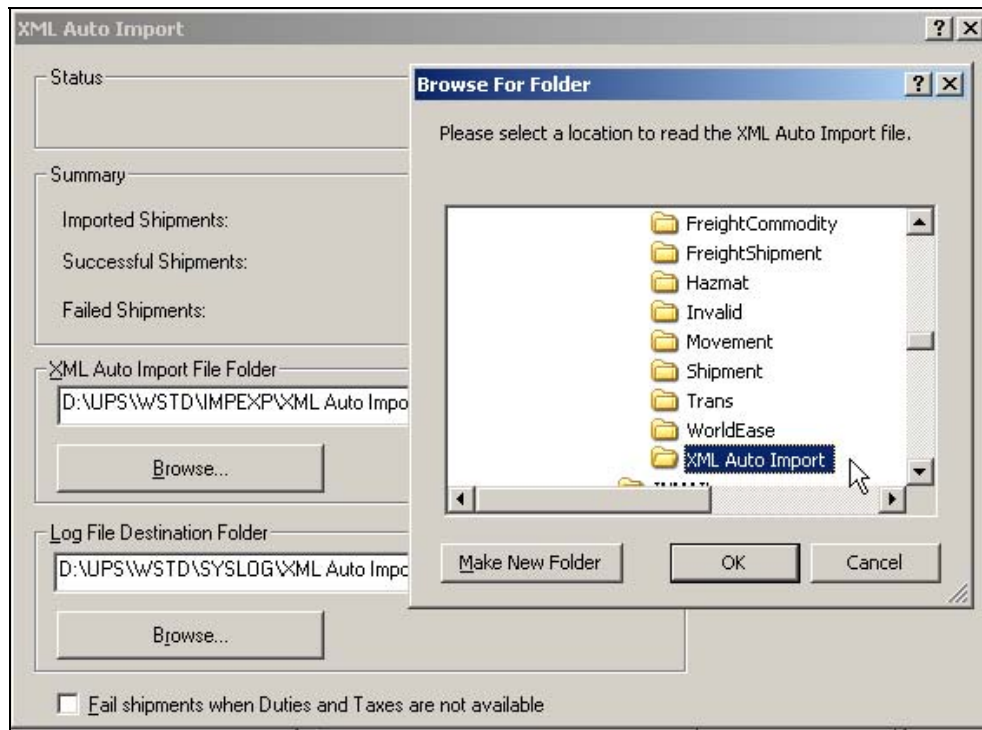 XML Auto Import
Status
Summary
Imported Shipments:
Successful Shipments:
Failed Shipments:
XML Auto Import File Folder
D:\UPS\WSTD\IMPEXP\XML Auto Impo
Browse...
Log File Destination Folder
D:\UPS\WSTD\SYSLOG\XML Auto Impo
Browse...
Fail shipments when Duties and Taxes are not available
Browse For Folder
Please select a location to read the XML Auto Import file.
FreightCommodity
FreightShipment
Hazmat
Invalid
Movement
Shipment
Trans
WorldEase
XML Auto Import
Make New Folder
OK
Cancel